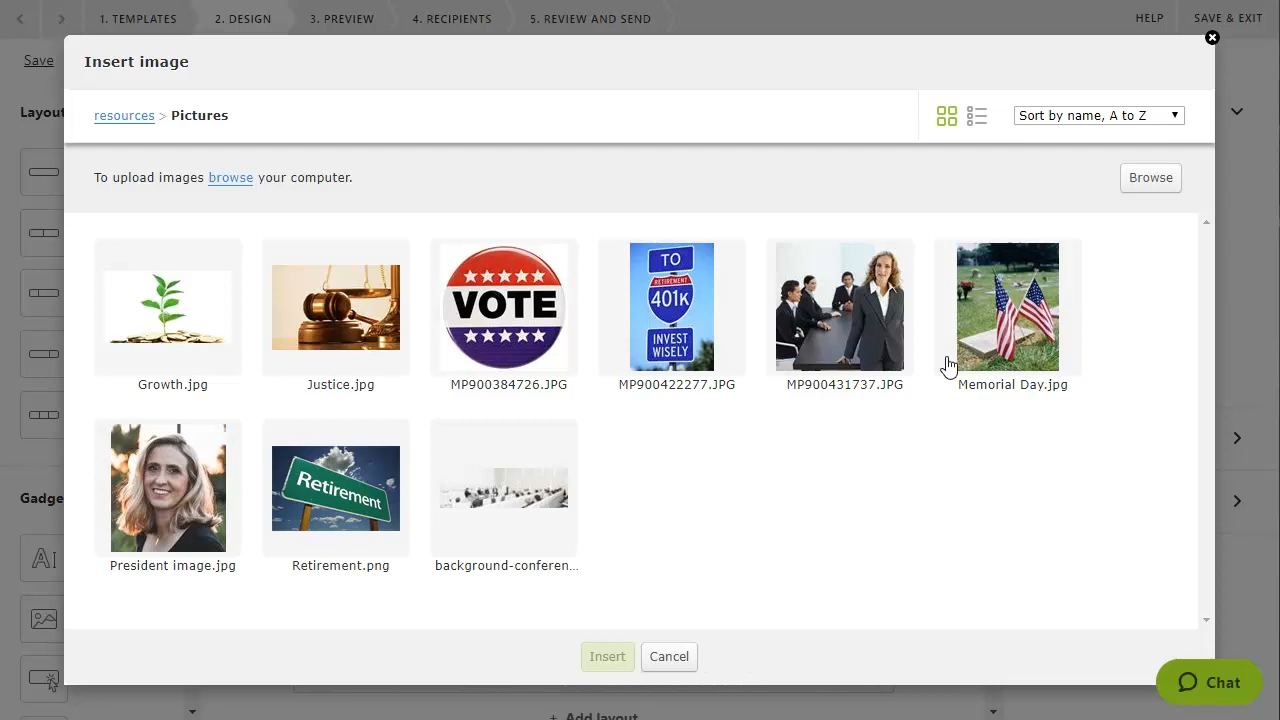 1. TEMPLATES
2. DESIGN
3. PREVIEW
4. RECIPIENTS
5. REVIEW AND SEND
HELP
SAVE & EXIT
Save
Insert image
Layou
resources > Pictures
Sort by name, A to Z
To upload images browse your computer.
Browse
VOTE
TO
RETIREMENT
401K
INVEST
WISELY
Growth.jpg
Justice.jpg
MP900384726.JPG
MP900422277.JPG
MP900431737.JPG
Memorial Day.jpg
Gadge
Retirement
President image.jpg
Retirement.png
background-conferen...
Insert
Cancel
Chat
+ Add layout